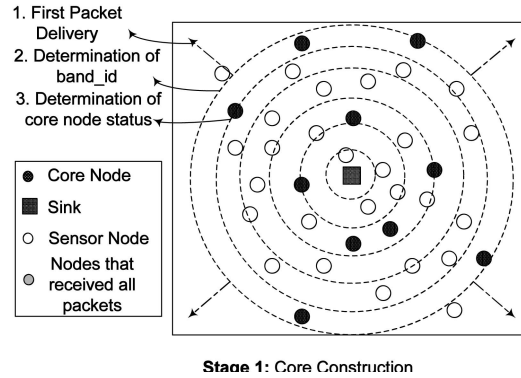 1. First Packet
Delivery
2. Determination of
band_id
3. Determination of
core node status
Core Node
Sink
Sensor Node
Nodes that
received all
packets
Stage 1: Core Construction